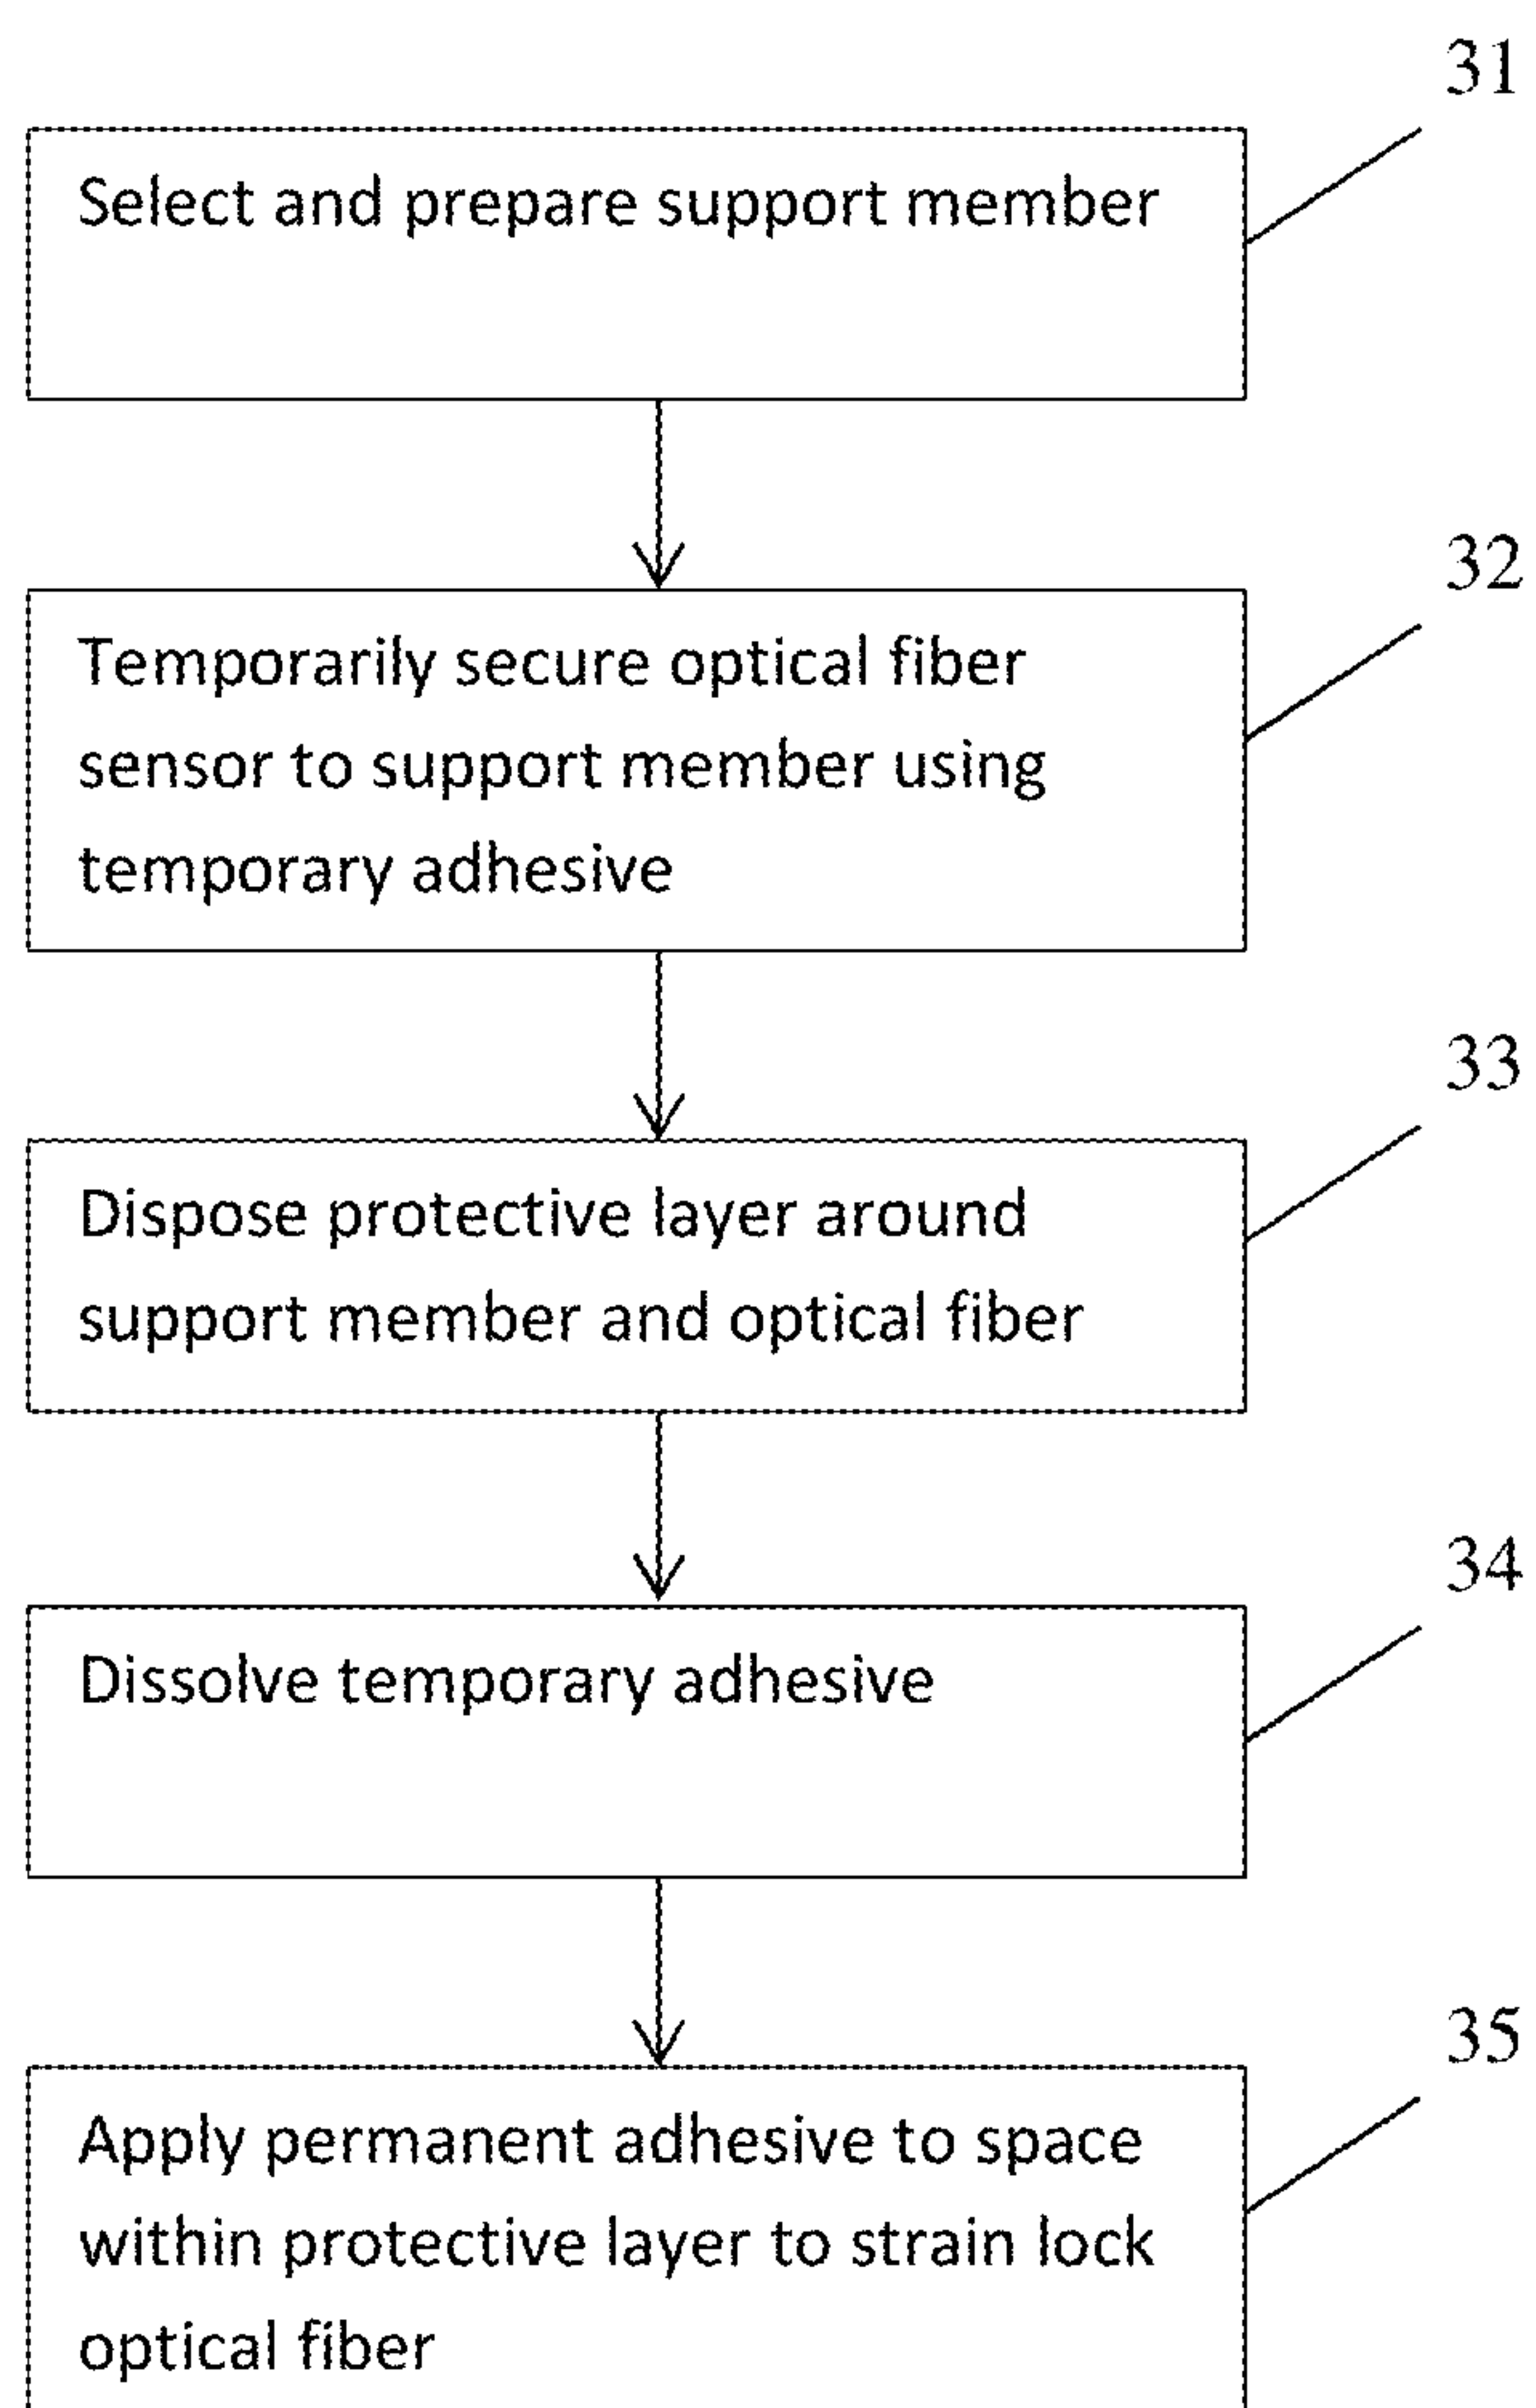 31
Select and prepare support member
32
Temporarily secure optical fiber
sensor to support member using
temporary adhesive
33
Dispose protective layer around
support member and optical fiber
34
Dissolve temporary adhesive
35
Apply permanent adhesive to space
within protective layer to strain lock
optical fiber